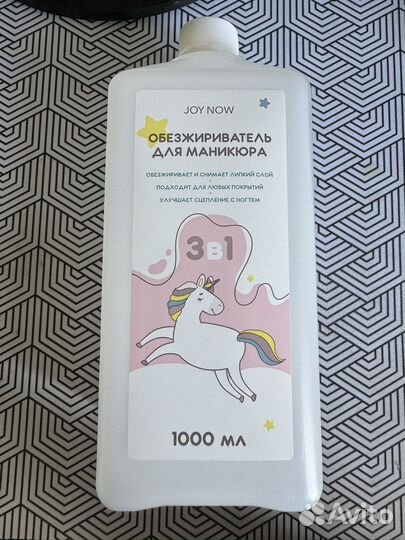 JOY NOW
ОБЕЗЖИРИВАТЕЛЬ
ДЛЯ МАНИКЮРА
ОБЕЗЖИРИВАЕТ И СНИМАЕТ ЛИПКИЙ СЛОЙ
ПОДХОДИТ ДЛЯ ЛЮБЫХ ПОКРЫТИЙ
УЛУЧШАЕТ СЦЕПЛЕНИЕ С НОГТЕМ
3в1
1000 МЛ
Avito